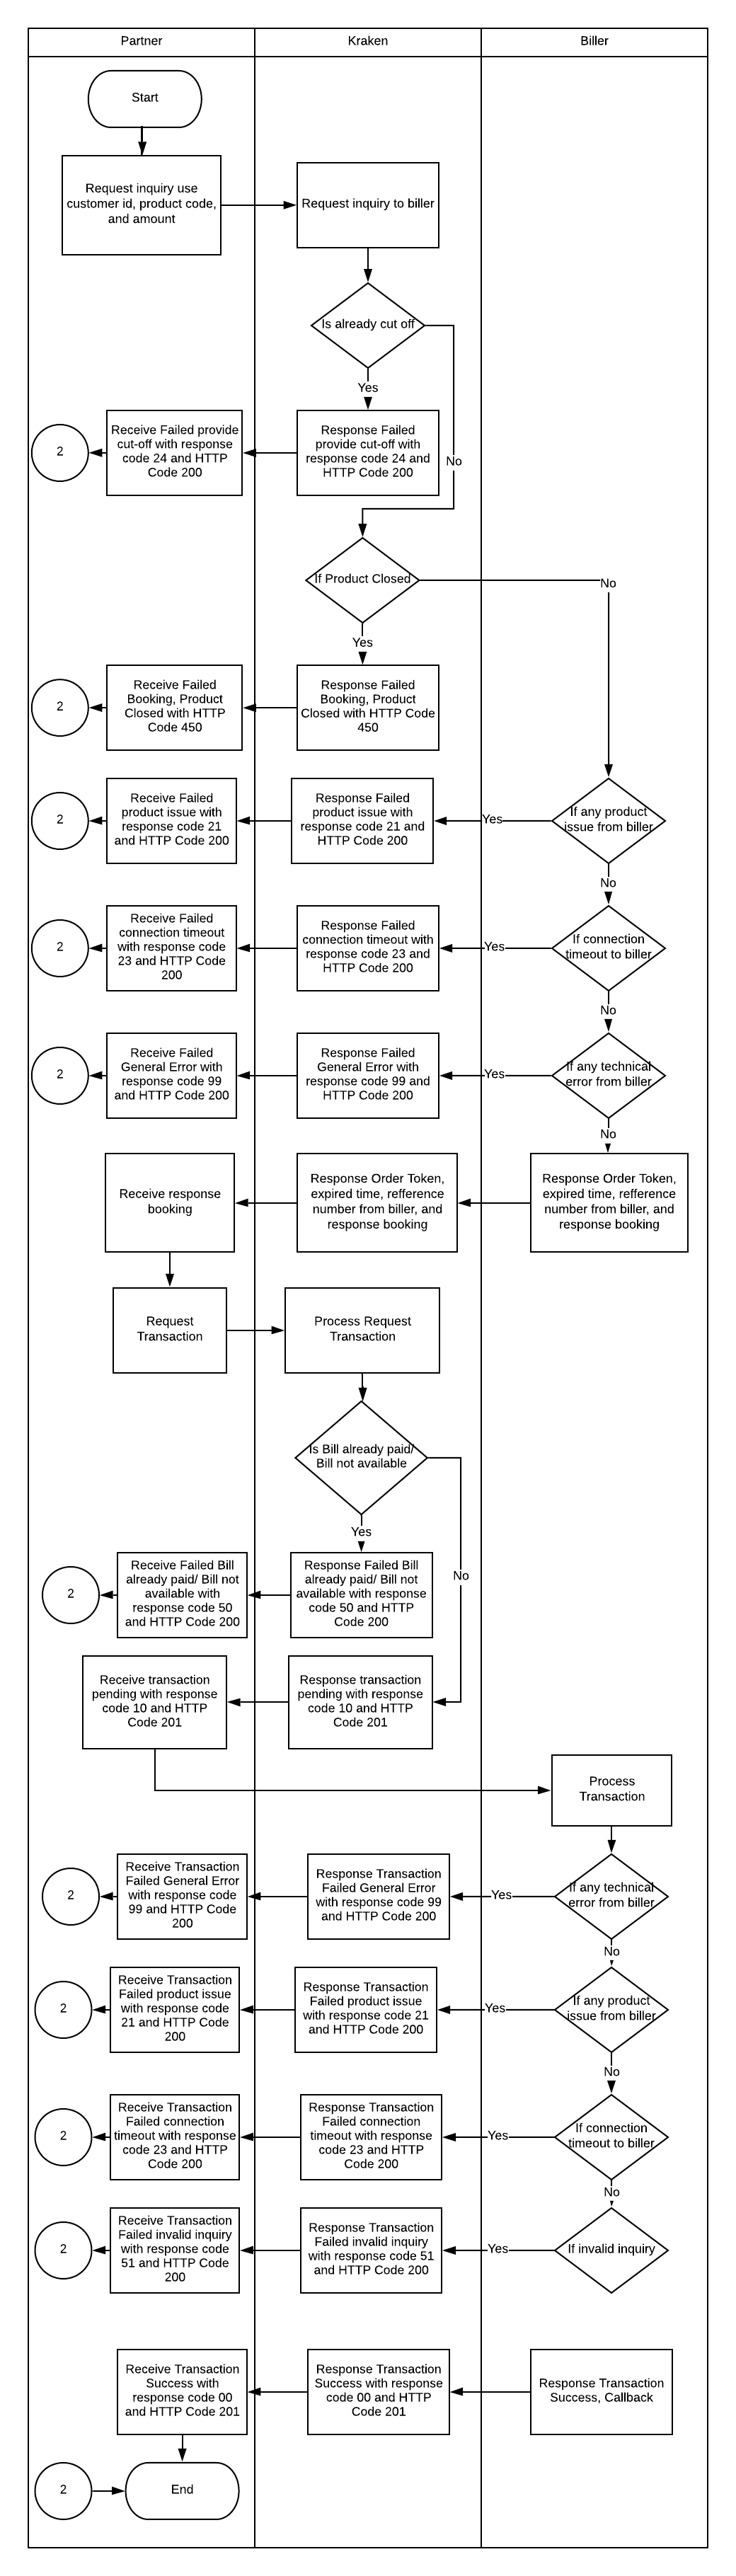 Partner
Kraken
Biller
Start
Request inquiry use
customer id, product code,
and amount
Request inquiry to biller
Is already cut off
Yes
No
2
Receive Failed provide
cut-off with response
code 24 and HTTP
Code 200
Response Failed
provide cut-off with
response code 24 and
HTTP Code 200
If Product Closed
No
Yes
2
Receive Failed
Booking, Product
Closed with HTTP
Code 450
Response Failed
Booking, Product
Closed with HTTP Code
450
2
Receive Failed
product issue with
response code 21
and HTTP Code 200
Response Failed
product issue with
response code 21 and
HTTP Code 200
Yes
If any product
issue from biller
No
2
Receive Failed
connection timeout
with response code
23 and HTTP Code
200
Response Failed
connection timeout with
response code 23 and
HTTP Code 200
Yes
If connection
timeout to biller
No
2
Receive Failed
General Error with
response code 99
and HTTP Code 200
Response Failed
General Error with
response code 99 and
HTTP Code 200
Yes
If any technical
error from biller
No
Receive response
booking
Response Order Token,
expired time, refference
number from biller, and
response booking
Response Order Token,
expired time, refference
number from biller, and
response booking
Request
Transaction
Process Request
Transaction
Is Bill already paid/
Bill not available
Yes
No
2
Receive Failed Bill
already paid/ Bill not
available with
response code 50
and HTTP Code 200
Response Failed Bill
already paid/ Bill not
available with response
code 50 and HTTP
Code 200
Receive transaction
pending with response
code 10 and HTTP
Code 201
Response transaction
pending with response
code 10 and HTTP
Code 201
Process
Transaction
2
Receive Transaction
Failed General Error
with response code
99 and HTTP Code
200
Response Transaction
Failed General Error
with response code 99
and HTTP Code 200
Yes
If any technical
error from biller
No
2
Receive Transaction
Failed product issue
with response code
21 and HTTP Code
200
Response Transaction
Failed product issue
with response code 21
and HTTP Code 200
Yes
If any product
issue from biller
No
2
Receive Transaction
Failed connection
timeout with response
code 23 and HTTP
Code 200
Response Transaction
Failed connection
timeout with response
code 23 and HTTP
Code 200
Yes
If connection
timeout to biller
No
2
Receive Transaction
Failed invalid inquiry
with response code
51 and HTTP Code
200
Response Transaction
Failed invalid inquiry
with response code 51
and HTTP Code 200
Yes
If invalid inquiry
Receive Transaction
Success with
response code 00
and HTTP Code 201
Response Transaction
Success with response
code 00 and HTTP
Code 201
Response Transaction
Success, Callback
2
End